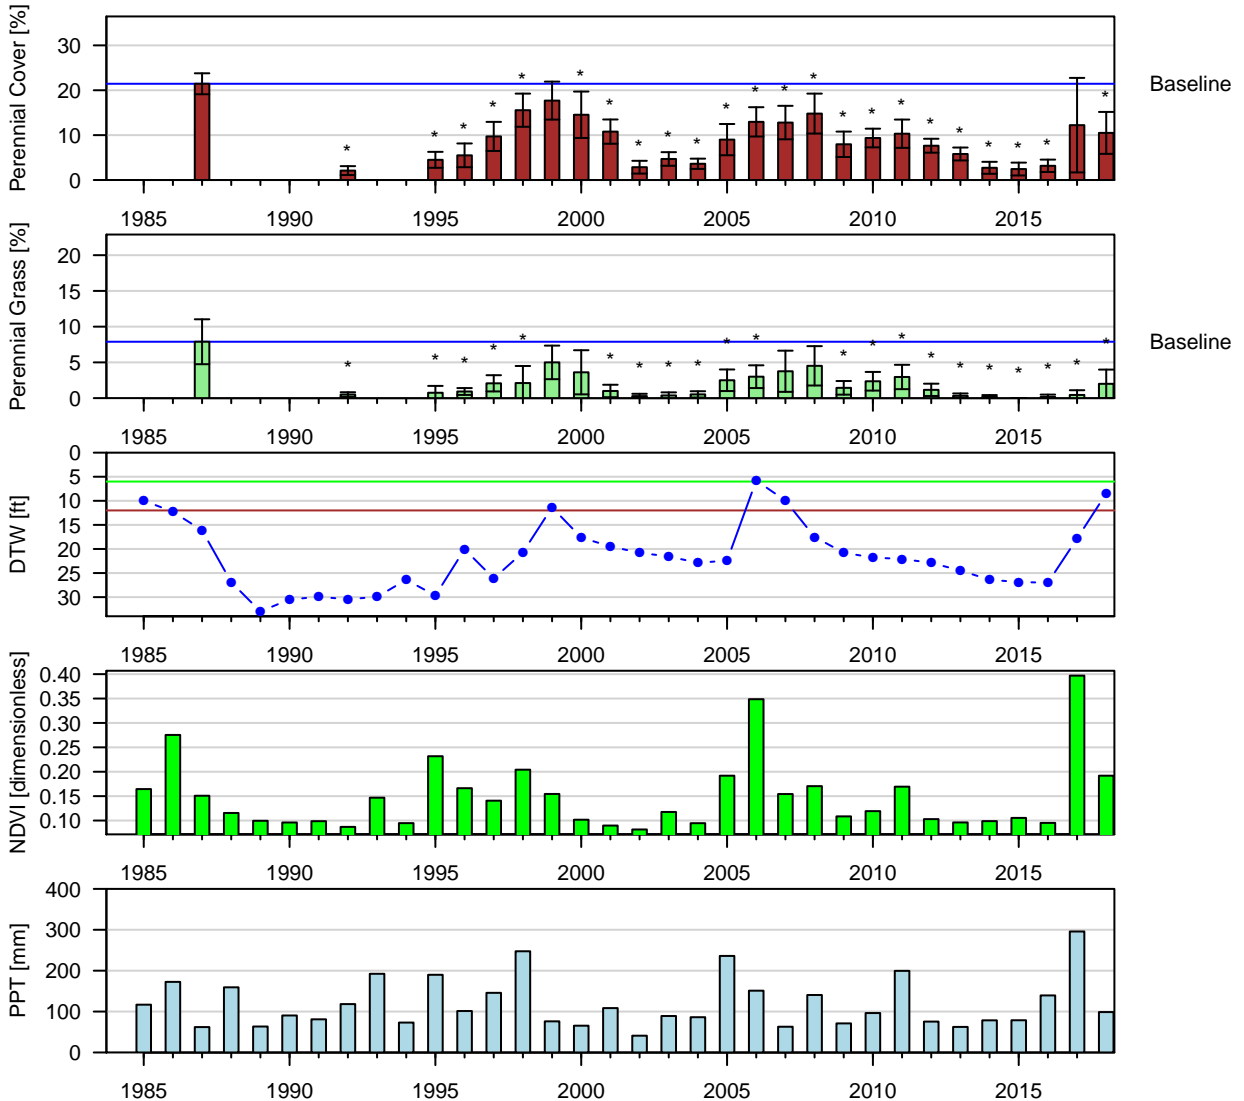 Perennial Cover [%]
30
20
10
0
* * * * * * * * * * * * * * * * * * * * * * *
Baseline
1985 1990 1995 2000 2005 2010 2015
Perennial Grass [%]
20
15
10
5
0
* * * * * * * * * * * * * * * * * * * * *
Baseline
1985 1990 1995 2000 2005 2010 2015
DTW [ft]
0
5
10
15
20
25
30
1985 1990 1995 2000 2005 2010 2015
NDVI [dimensionless]
0.40
0.35
0.30
0.25
0.20
0.15
0.10
1985 1990 1995 2000 2005 2010 2015
PPT [mm]
400
300
200
100
0
1985 1990 1995 2000 2005 2010 2015